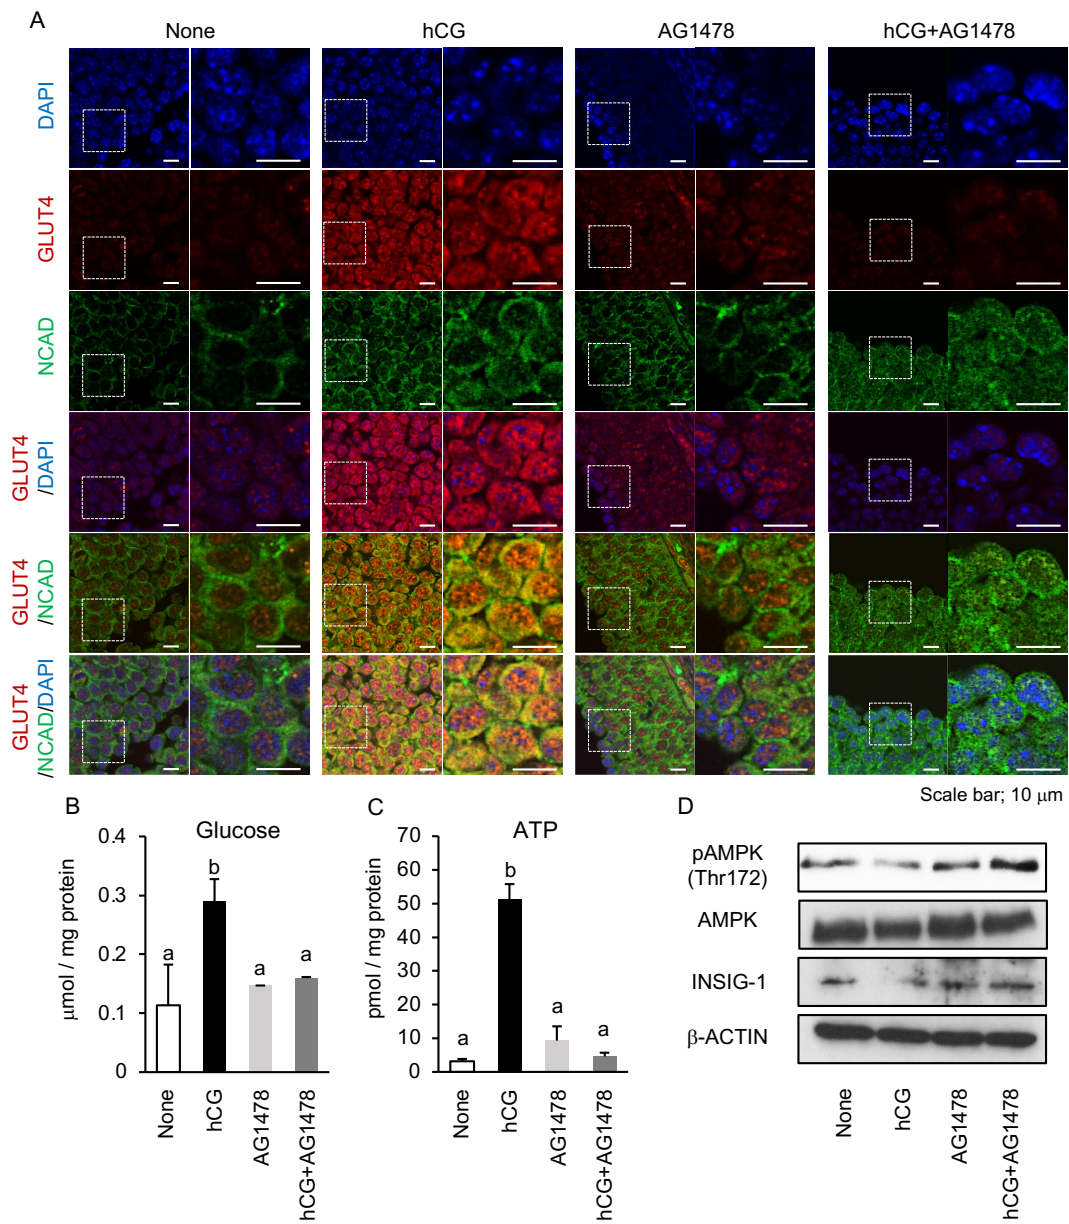 A
None
hCG
AG1478
hCG+AG1478
DAPI
GLUT4
NCAD
GLUT4
/DAPI
GLUT4
/NCAD
GLUT4
/NCAD/DAPI
Scale bar; 10 μm
B
Glucose
μmol / mg protein
0.4
0.3
0.2
0.1
0
a
b
a
a
None
hCG
AG1478
hCG+AG1478
C
ATP
pmol / mg protein
70
60
50
40
30
20
10
0
a
b
a
a
None
hCG
AG1478
hCG+AG1478
D
pAMPK
(Thr172)
AMPK
INSIG-1
β-ACTIN
None
hCG
AG1478
hCG+AG1478